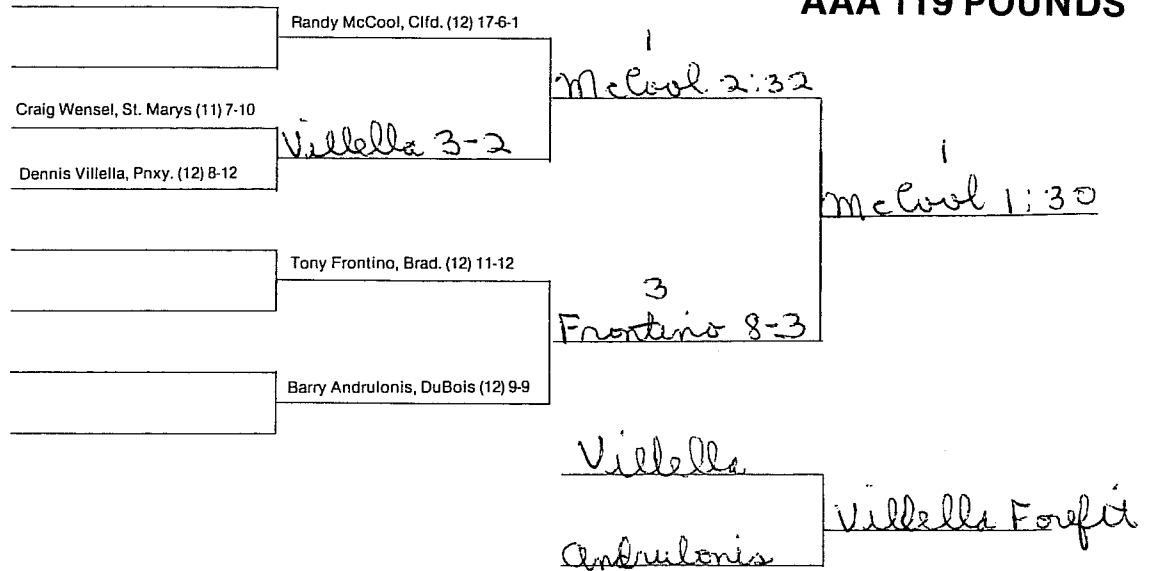 AAA 119 POUNDS
Randy McCool, Clfd. (12) 17-6-1
1
McCool 2:32
Craig Wensel, St. Marys (11) 7-10
Villella 3-2
Dennis Villella, Pnxy. (12) 8-12
1
McCool 1:30
Tony Frontino, Brad. (12) 11-12
3
Frontino 8-3
Barry Andrulonis, DuBois (12) 9-9
Villella
Villella Forefit
Andrulonis